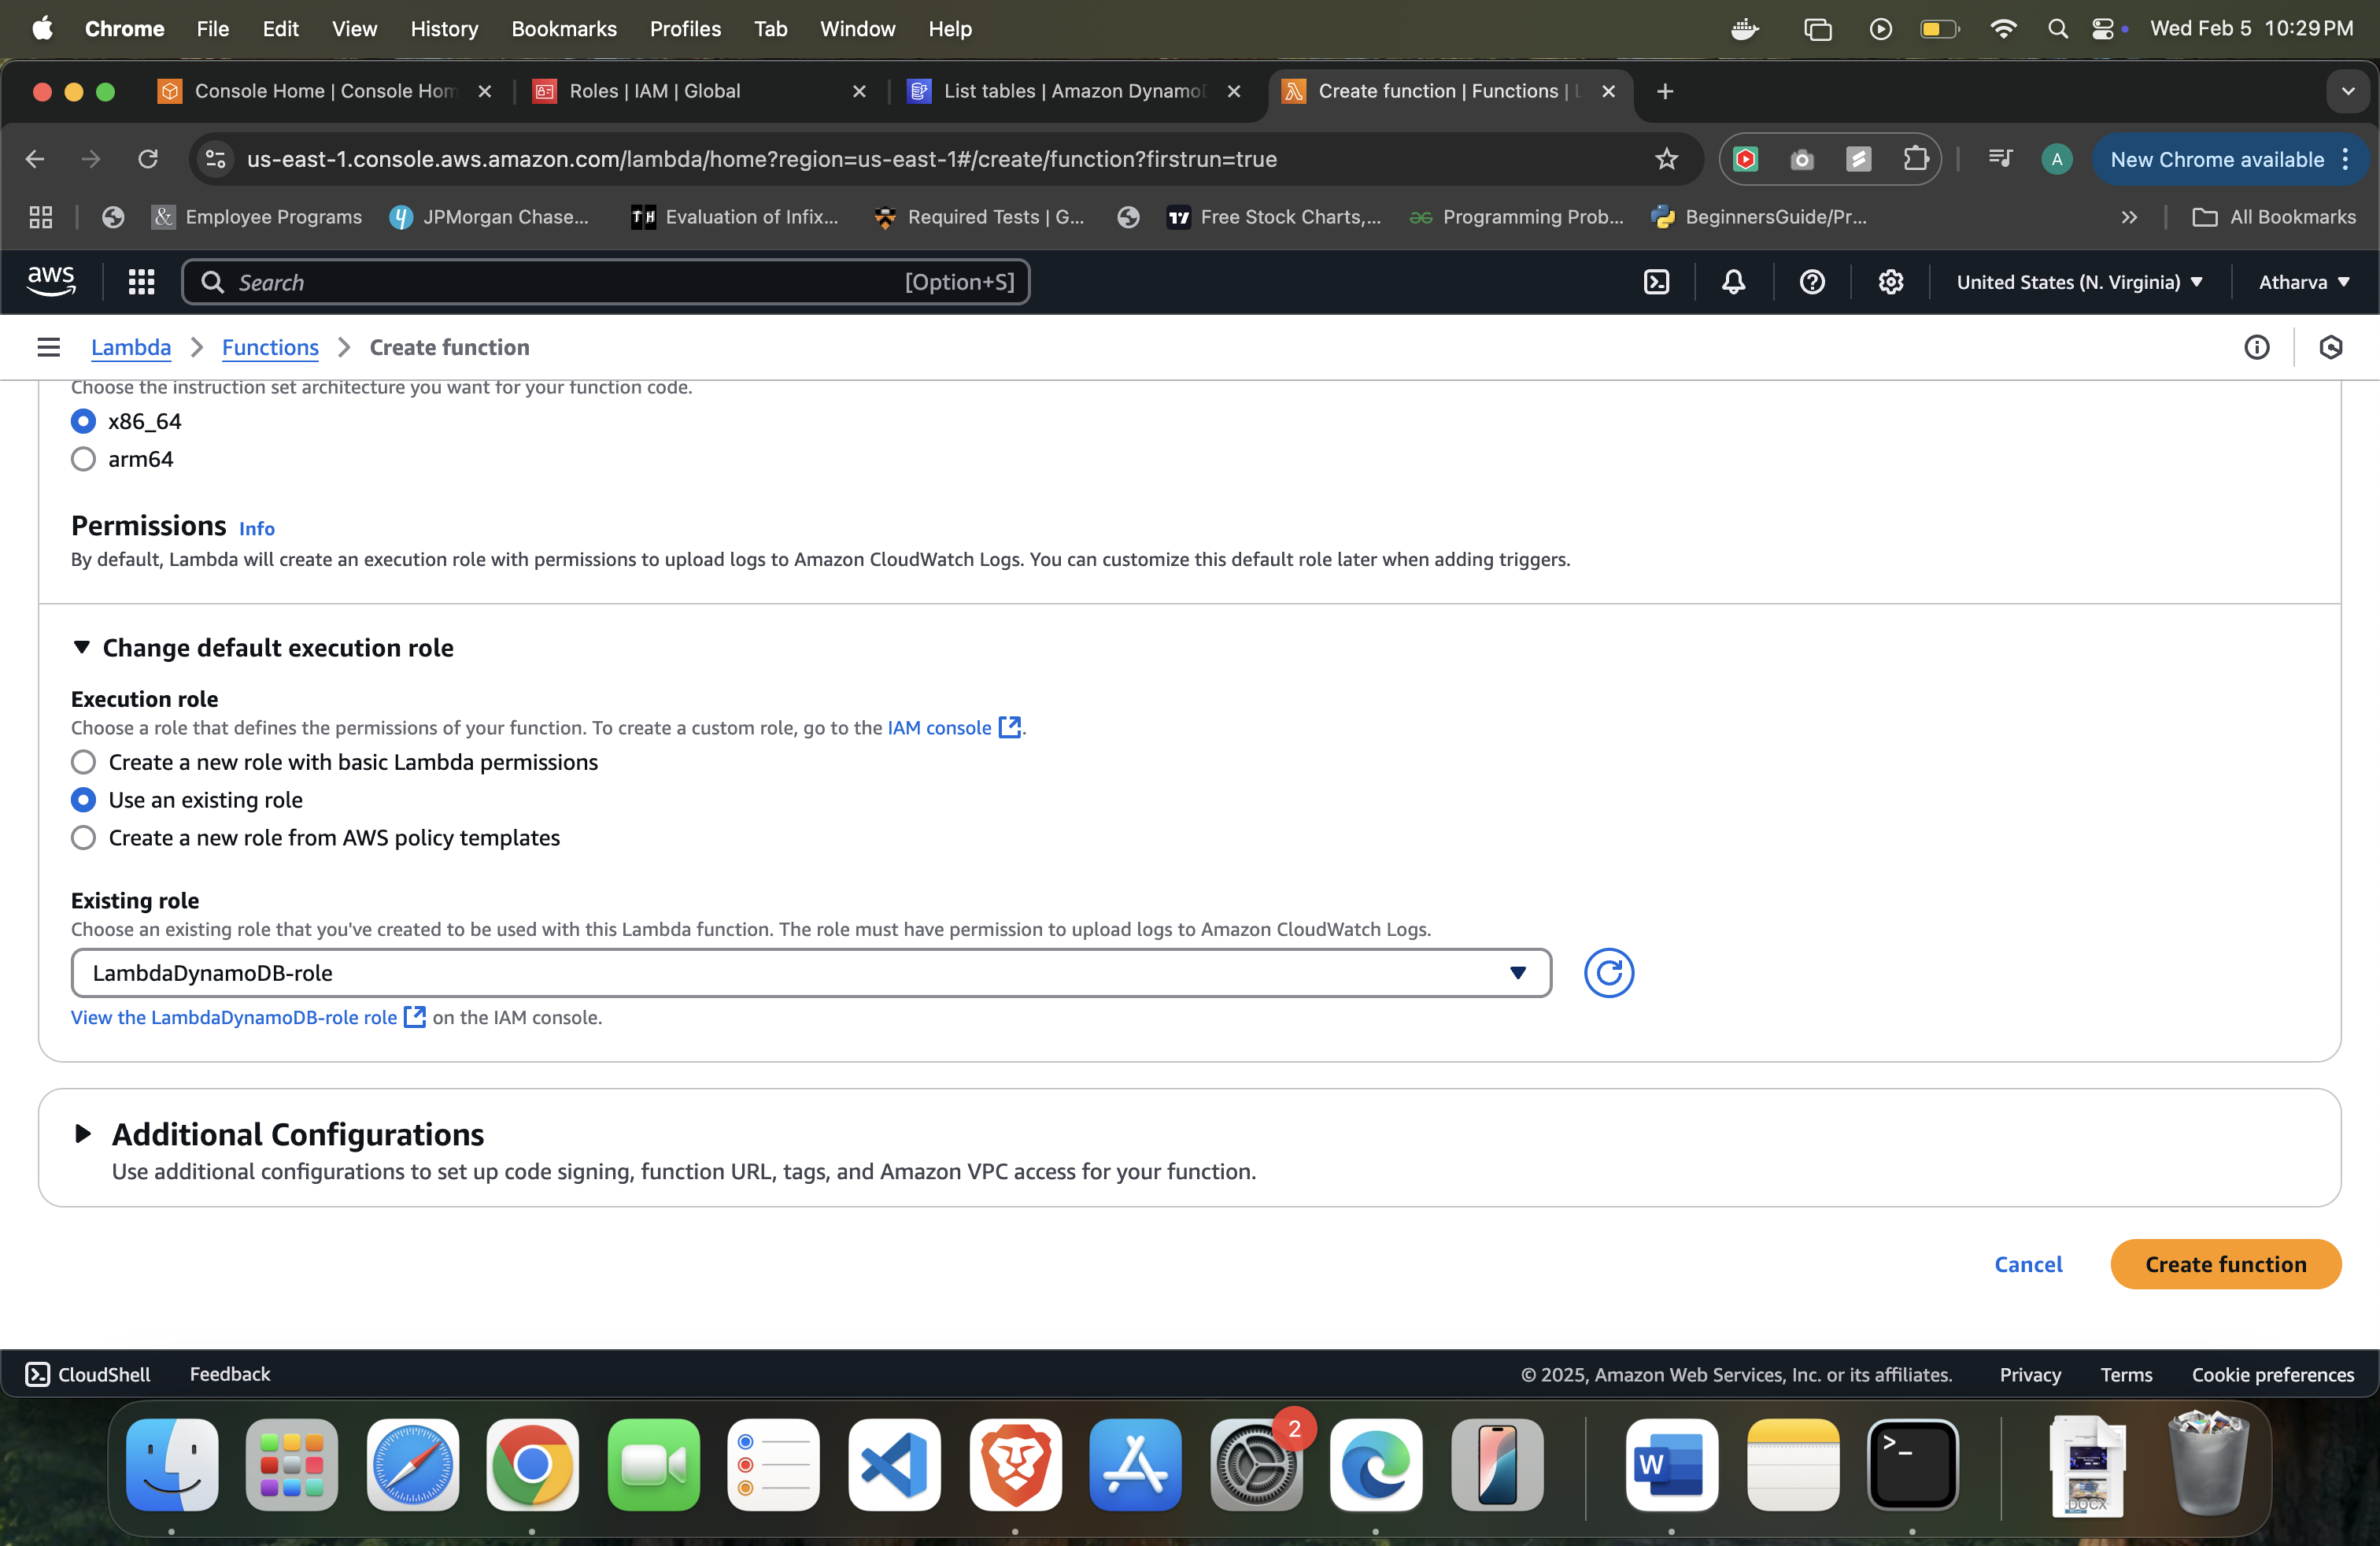 Chrome File Edit View History Bookmarks Profiles Tab Window Help Wed Feb 5 10:29 PM
Console Home | Console Hom Roles | IAM | Global List tables | Amazon Dynamo Create function | Functions |
us-east-1.console.aws.amazon.com/lambda/home?region=us-east-1#/create/function?firstrun=true A New Chrome available
& Employee Programs JPMorgan Chase... TH Evaluation of Infix... Required Tests | G... Free Stock Charts,... Programming Prob... BeginnersGuide/Pr... » All Bookmarks
aws Search [Option+S] United States (N. Virginia) Atharva
Lambda Functions Create function
Choose the instruction set architecture you want for your function code.
x86_64
arm64
Permissions Info
By default, Lambda will create an execution role with permissions to upload logs to Amazon CloudWatch Logs. You can customize this default role later when adding triggers.
Change default execution role
Execution role
Choose a role that defines the permissions of your function. To create a custom role, go to the IAM console.
Create a new role with basic Lambda permissions
Use an existing role
Create a new role from AWS policy templates
Existing role
Choose an existing role that you've created to be used with this Lambda function. The role must have permission to upload logs to Amazon CloudWatch Logs.
LambdaDynamoDB-role
View the LambdaDynamoDB-role role on the IAM console.
Additional Configurations
Use additional configurations to set up code signing, function URL, tags, and Amazon VPC access for your function.
Cancel Create function
CloudShell Feedback © 2025, Amazon Web Services, Inc. or its affiliates. Privacy Terms Cookie preferences
2
W >_ DOCX